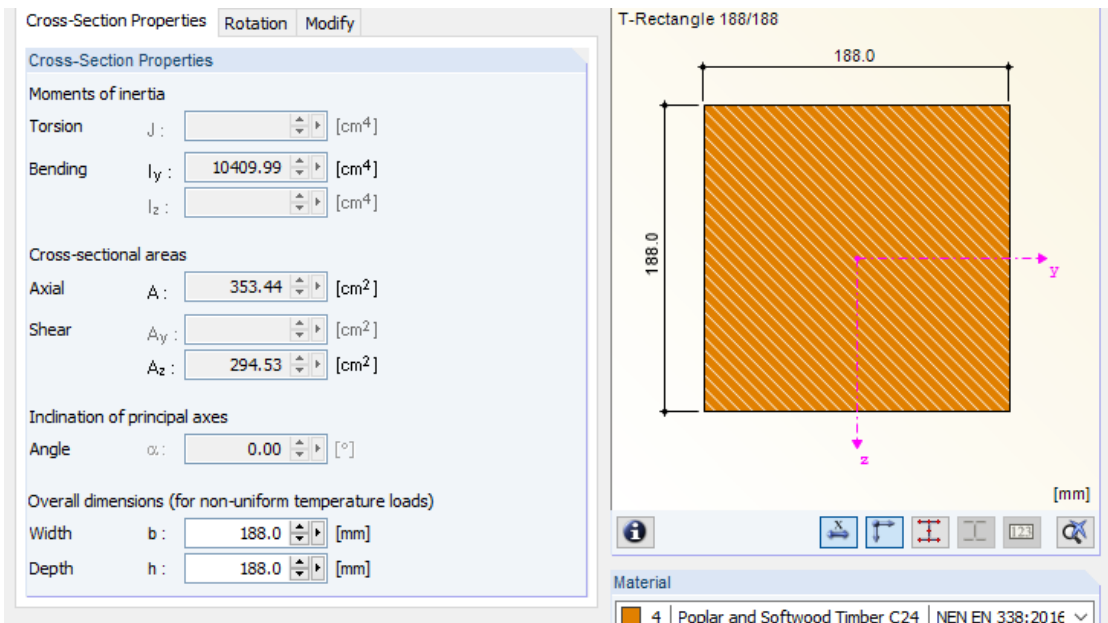 Cross-Section Properties Rotation Modify
Cross-Section Properties
Moments of inertia
Torsion J : [cm4]
Bending Iy : 10409.99 [cm4]
Iz : [cm4]
Cross-sectional areas
Axial A : 353.44 [cm2]
Shear Ay : [cm2]
Az : 294.53 [cm2]
Inclination of principal axes
Angle α : 0.00 [°]
Overall dimensions (for non-uniform temperature loads)
Width b : 188.0 [mm]
Depth h : 188.0 [mm]
T-Rectangle 188/188
188.0
188.0
y
z
[mm]
X
123
Material
4 Poplar and Softwood Timber C24 NEN EN 338:2016